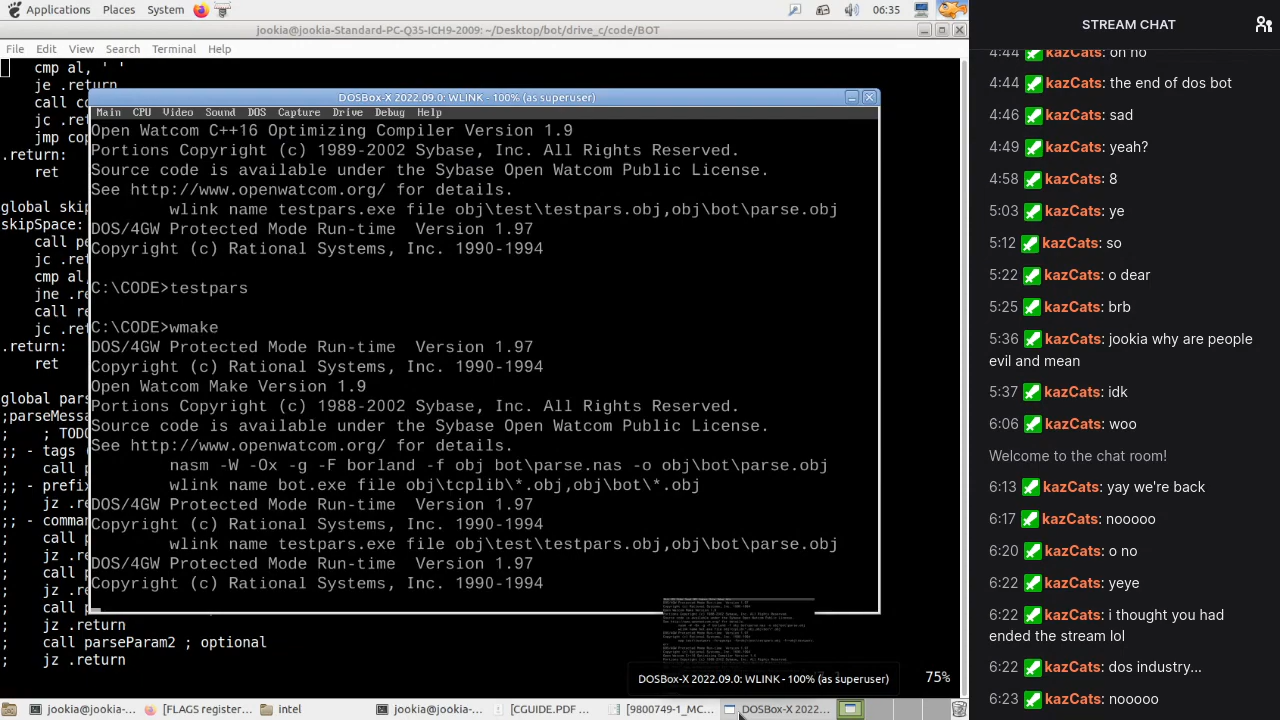 Applications Places System 06:35
jookia@jookia-Standard-PC-Q35-ICH9-2009: ~/Desktop/bot/drive_c/code/BOT
File Edit View Search Terminal Help
cmp al, ' '
je .return
call co
jc .ret
jmp cop
.return:
ret
global skip
skipSpace:
call pe
jc .ret
cmp al,
jne .re
call re
jc .ret
.return:
ret
global pars
;parseMessa
; ; TODO
;; - tags (
; call p
;; - prefix
; jz .re
;; - comman
; call p
; jz .re
; call p
; jz .re
; call p
; jz .return
; call parseParam2 ; optional
; jz .return
DOSBox-X 2022.09.0: WLINK - 100% (as superuser)
Main CPU Video Sound DOS Capture Drive Debug Help
Open Watcom C++16 Optimizing Compiler Version 1.9
Portions Copyright (c) 1989-2002 Sybase, Inc. All Rights Reserved.
Source code is available under the Sybase Open Watcom Public License.
See http://www.openwatcom.org/ for details.
wlink name testpars.exe file obj\test\testpars.obj,obj\bot\parse.obj
DOS/4GW Protected Mode Run-time Version 1.97
Copyright (c) Rational Systems, Inc. 1990-1994
C:\CODE>testpars
C:\CODE>wmake
DOS/4GW Protected Mode Run-time Version 1.97
Copyright (c) Rational Systems, Inc. 1990-1994
Open Watcom Make Version 1.9
Portions Copyright (c) 1988-2002 Sybase, Inc. All Rights Reserved.
Source code is available under the Sybase Open Watcom Public License.
See http://www.openwatcom.org/ for details.
nasm -W -Ox -g -F borland -f obj bot\parse.nas -o obj\bot\parse.obj
wlink name bot.exe file obj\tcplib\*.obj,obj\bot\*.obj
DOS/4GW Protected Mode Run-time Version 1.97
Copyright (c) Rational Systems, Inc. 1990-1994
wlink name testpars.exe file obj\test\testpars.obj,obj\bot\parse.obj
DOS/4GW Protected Mode Run-time Version 1.97
Copyright (c) Rational Systems, Inc. 1990-1994
DOSBox-X 2022.09.0: WLINK - 100% (as superuser)
75%
jookia@jookia-... [FLAGS register... intel jookia@jookia-... [CGUIDE.PDF ... [9800749-1_MC... DOSBox-X 2022...
STREAM CHAT
4:44 kazCats: oh no
4:44 kazCats: the end of dos bot
4:46 kazCats: sad
4:49 kazCats: yeah?
4:58 kazCats: 8
5:03 kazCats: ye
5:12 kazCats: so
5:22 kazCats: o dear
5:25 kazCats: brb
5:36 kazCats: jookia why are people
evil and mean
5:37 kazCats: idk
6:06 kazCats: woo
Welcome to the chat room!
6:13 kazCats: yay we're back
6:17 kazCats: nooooo
6:20 kazCats: o no
6:22 kazCats: yeye
the stream lol
6:22 kazCats: dos industry...
6:23 kazCats: nooooo